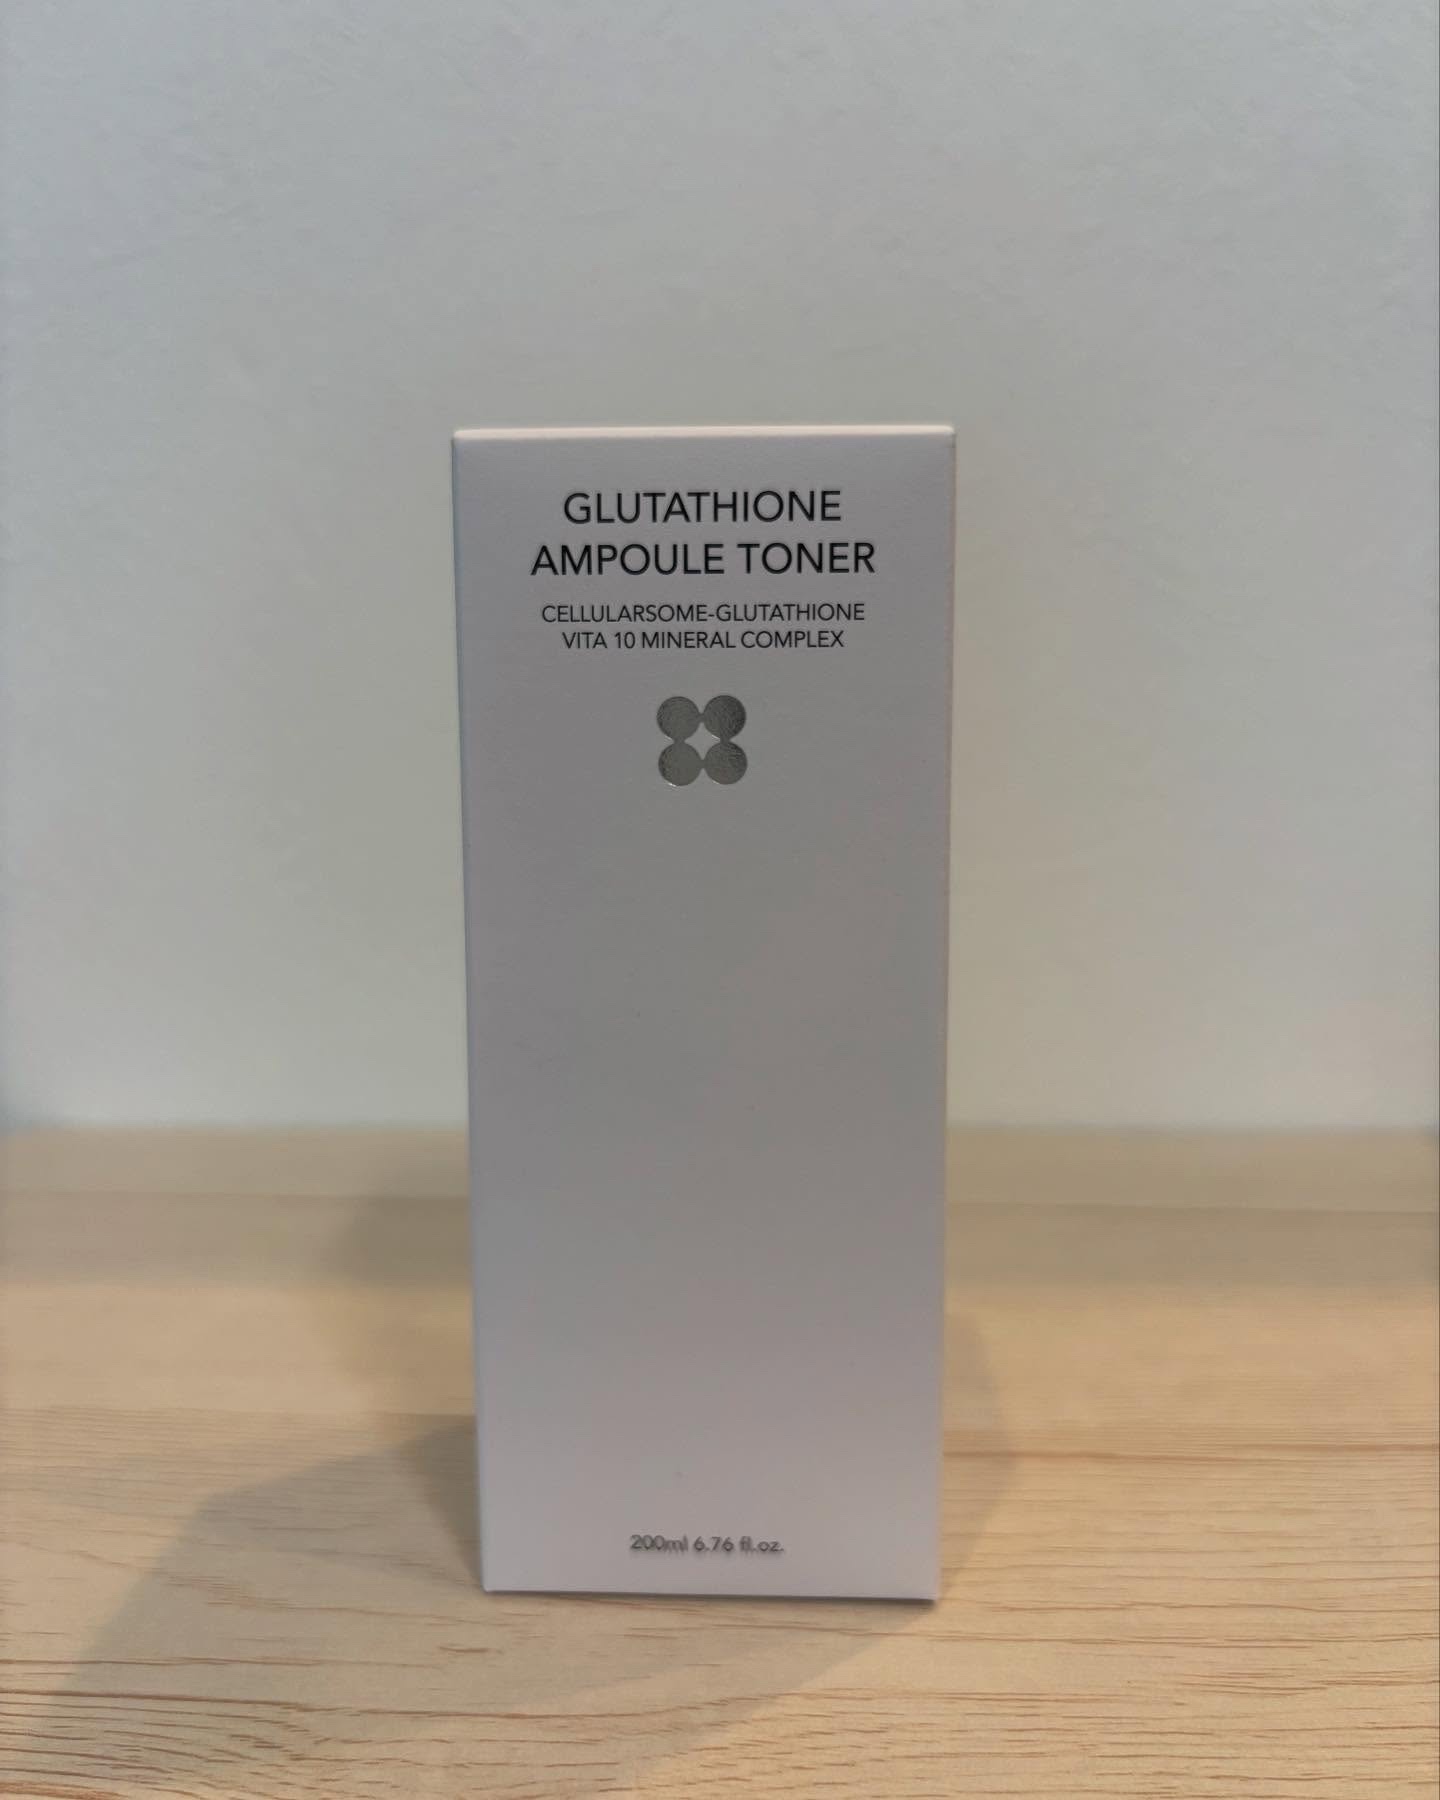 GLUTATHIONE
AMPOULE TONER
CELLULARSOME-GLUTATHIONE
VITA 10 MINERAL COMPLEX
200ml 6.76 fl.oz.